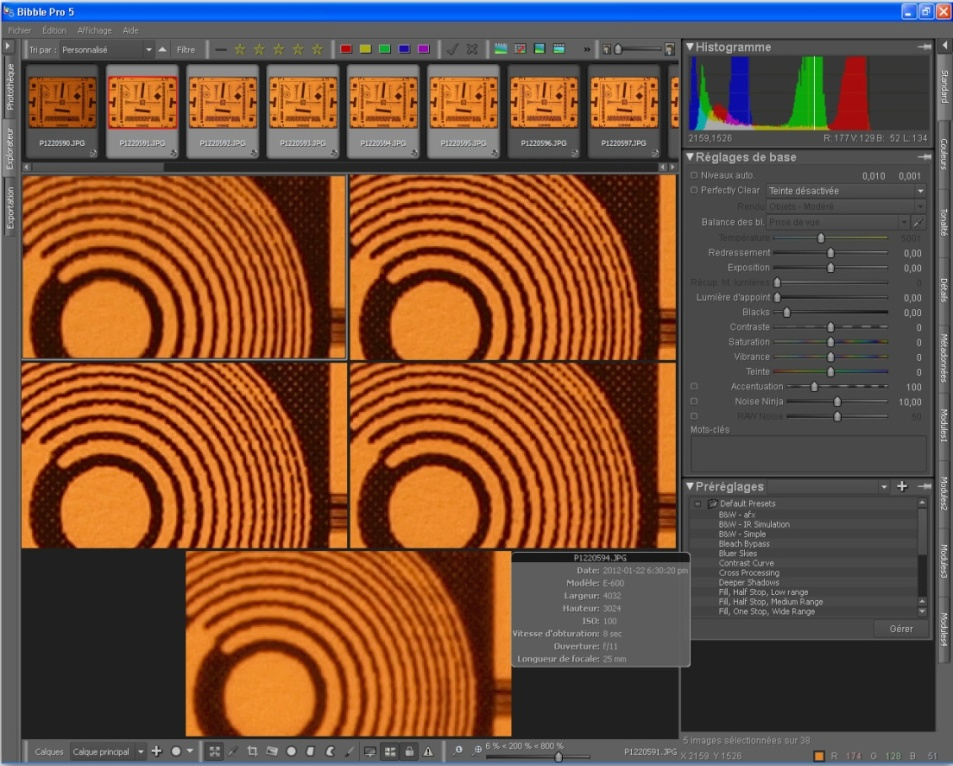 Bibble Pro 5
Fichier Édition Affichage Aide
Tri par : Personnalisé Filtre
Photothèque
Explorateur
Exportation
P1220590.JPG P1220591.JPG P1220592.JPG P1220593.JPG P1220594.JPG P1220595.JPG P1220596.JPG P1220597.JPG
P1220594.JPG
Date: 2012-01-22 6:30:20 pm
Modèle: E-600
Largeur: 4032
Hauteur: 3024
ISO: 100
Vitesse d'obturation: 8 sec
Ouverture: f/11
Longueur de focale: 25 mm
Calques Calque principal
6 % < 200 % < 800 %
P1220591.JPG
Histogramme
2159,1526 R: 177 V: 129 B: 52 L: 134
Réglages de base
Niveaux auto. 0,010 0,001
Perfectly Clear Teinte désactivée
Rendu Objets - Modéré
Balance des bl. Prise de vue
Température 5001
Redressement 0,00
Exposition 0,00
Récup. ht. lumières 0
Lumière d'appoint 0,00
Blacks 0,00
Contraste 0
Saturation 0
Vibrance 0
Teinte 0
Accentuation 100
Noise Ninja 10,00
RAW Noise 50
Mots-clés
Préréglages
Default Presets
B&W - afx
B&W - IR Simulation
B&W - Simple
Bleach Bypass
Bluer Skies
Contrast Curve
Cross Processing
Deeper Shadows
Fill, Half Stop, Low range
Fill, Half Stop, Medium Range
Fill, One Stop, Wide Range
Gérer
5 images sélectionnées sur 38
X 2159 Y 1526 R 174 G 128 B 51
Standard
Couleurs
Tonalité
Détails
Métadonnées
Modules1
Modules2
Modules3
Modules4